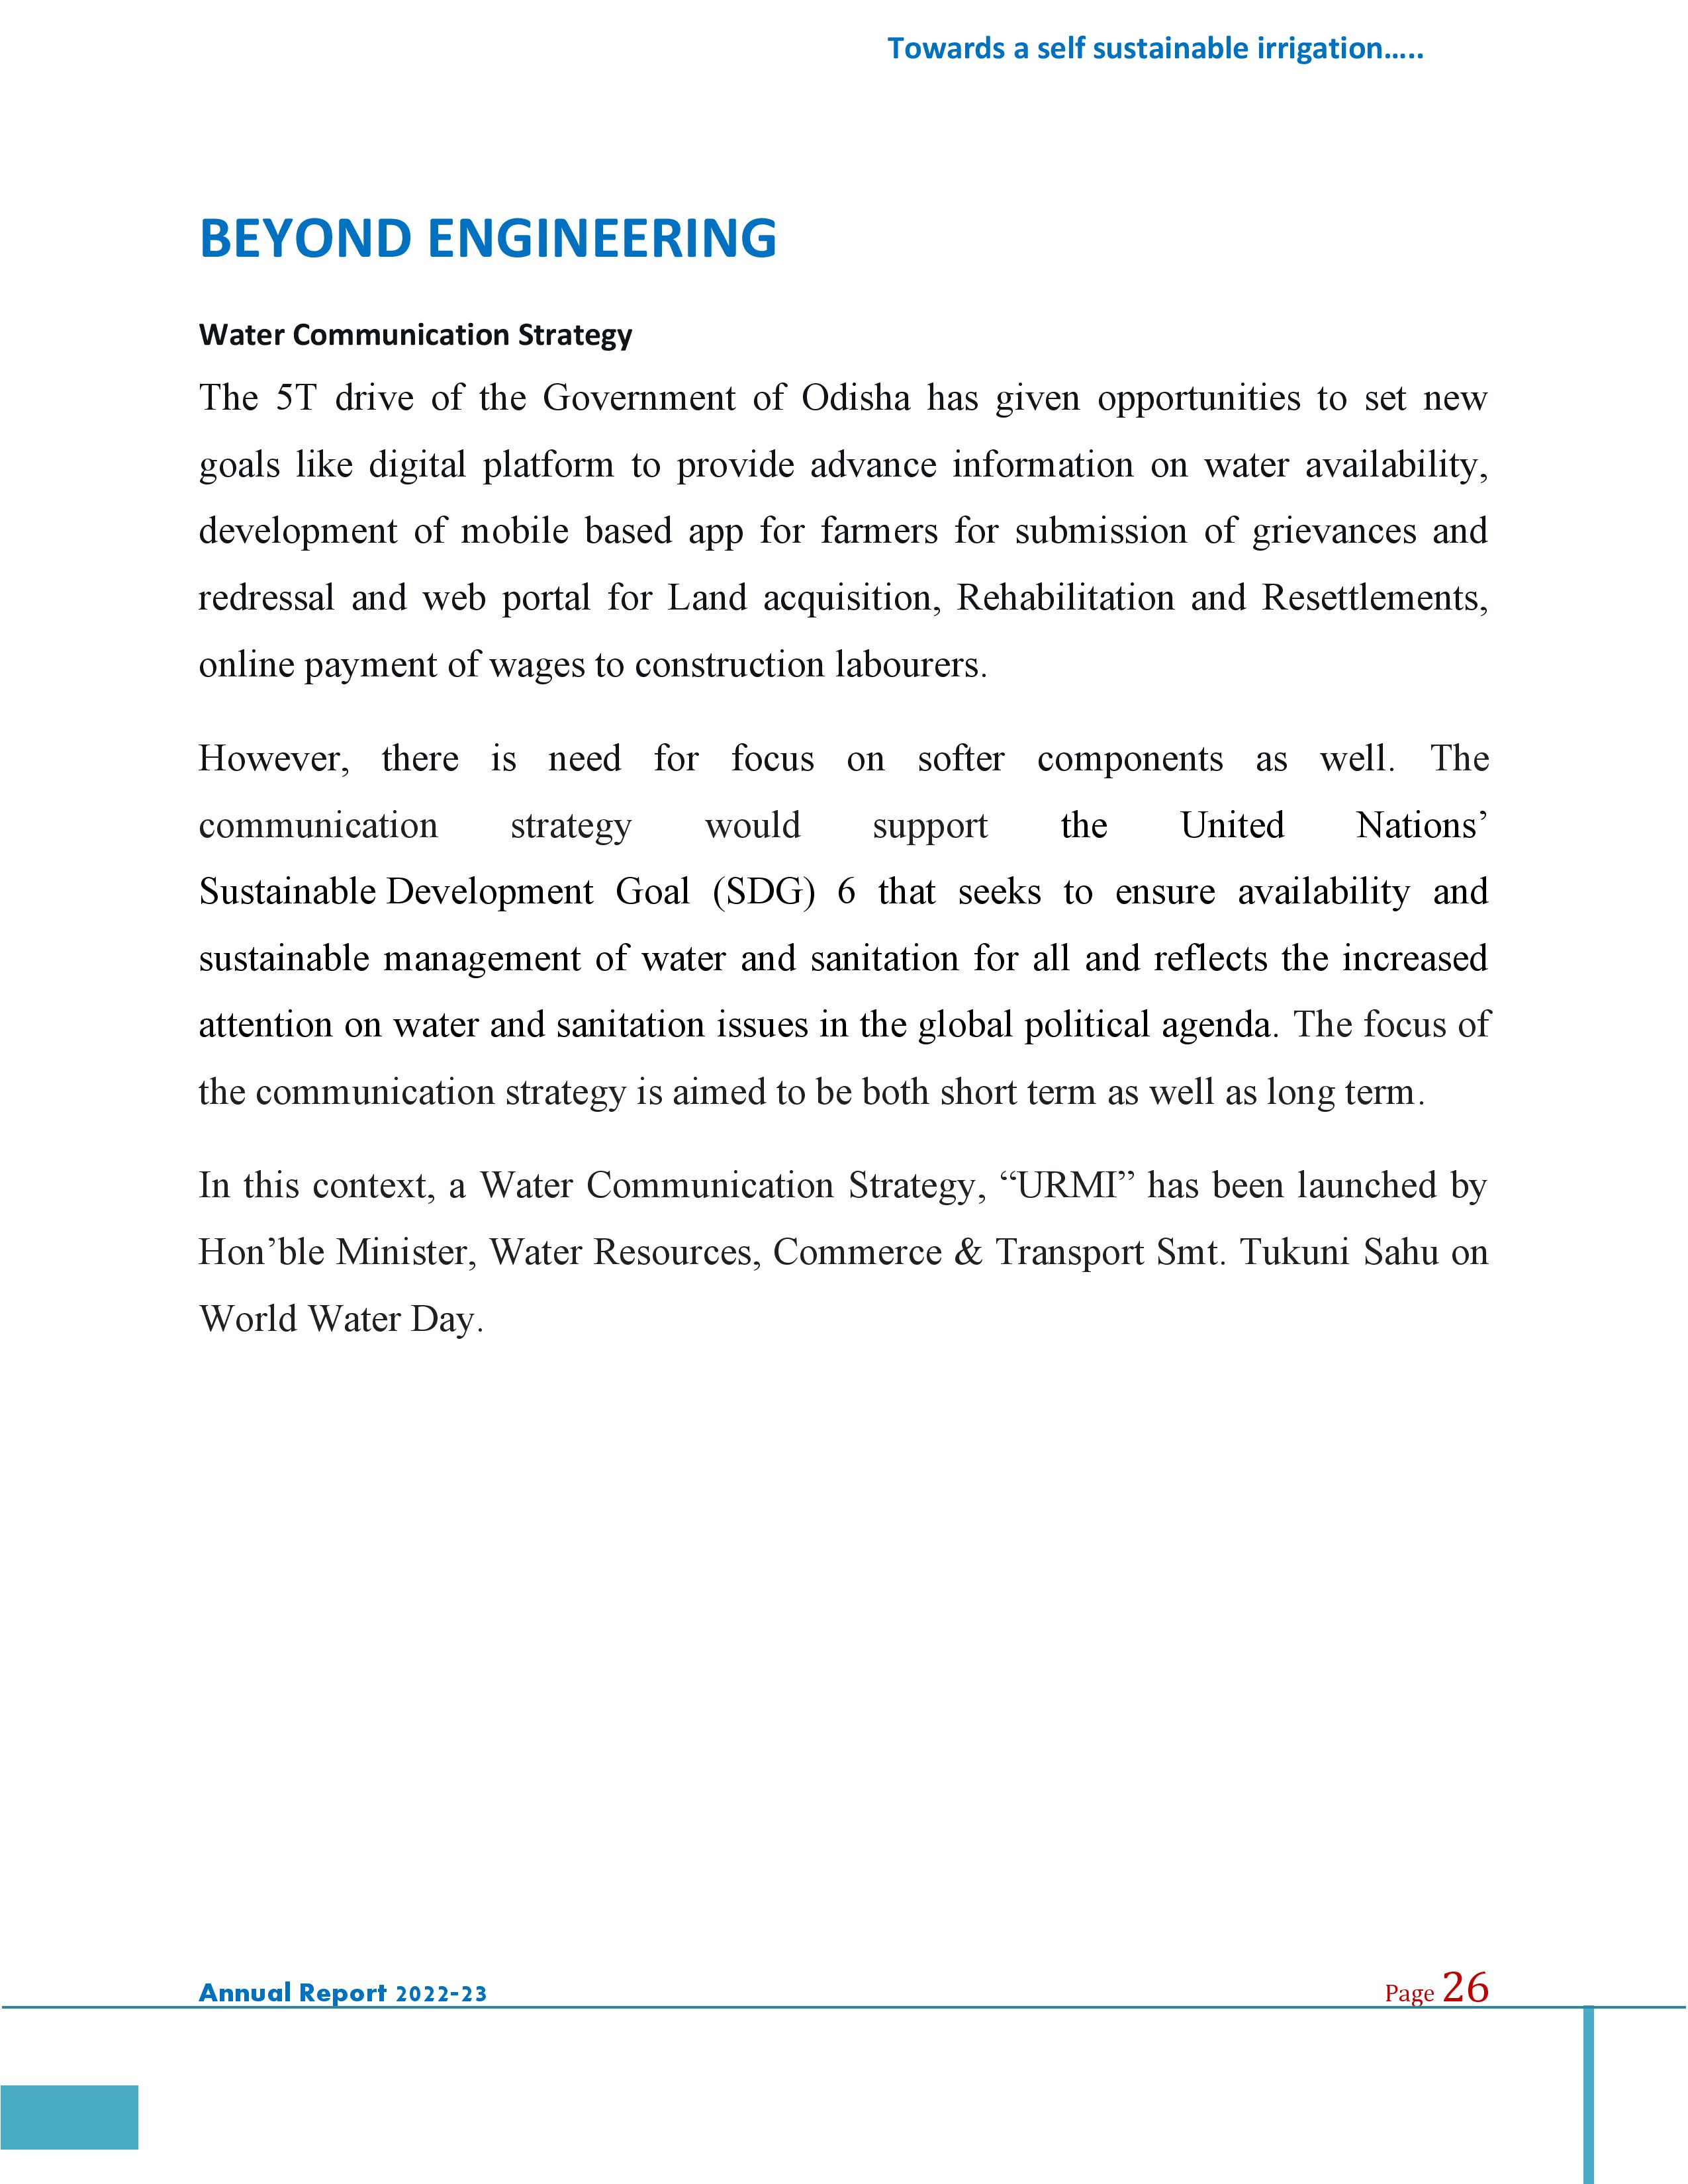 Towards a self sustainable irrigation.....
BEYOND ENGINEERING
Water Communication Strategy
The 5T drive of the Government of Odisha has given opportunities to set new
goals like digital platform to provide advance information on water availability,
development of mobile based app for farmers for submission of grievances and
redressal and web portal for Land acquisition, Rehabilitation and Resettlements,
online payment of wages to construction labourers.
However, there is need for focus on softer components as well. The
communication strategy would support the United Nations’
Sustainable Development Goal (SDG) 6 that seeks to ensure availability and
sustainable management of water and sanitation for all and reflects the increased
attention on water and sanitation issues in the global political agenda. The focus of
the communication strategy is aimed to be both short term as well as long term.
In this context, a Water Communication Strategy, “URMI” has been launched by
Hon’ble Minister, Water Resources, Commerce & Transport Smt. Tukuni Sahu on
World Water Day.
Annual Report 2022-23 Page 26